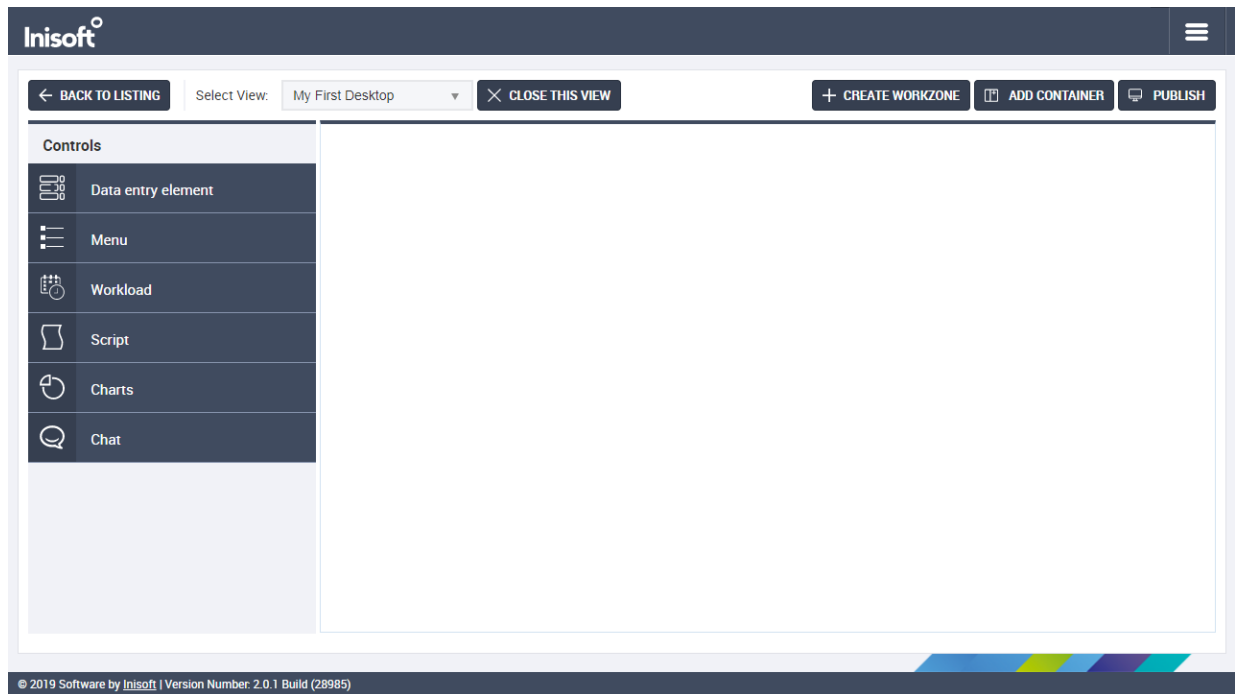 Inisoft
BACK TO LISTING Select View: My First Desktop CLOSE THIS VIEW CREATE WORKZONE ADD CONTAINER PUBLISH
Controls
Data entry element
Menu
Workload
Script
Charts
Chat
© 2019 Software by Inisoft | Version Number: 2.0.1 Build (28985)